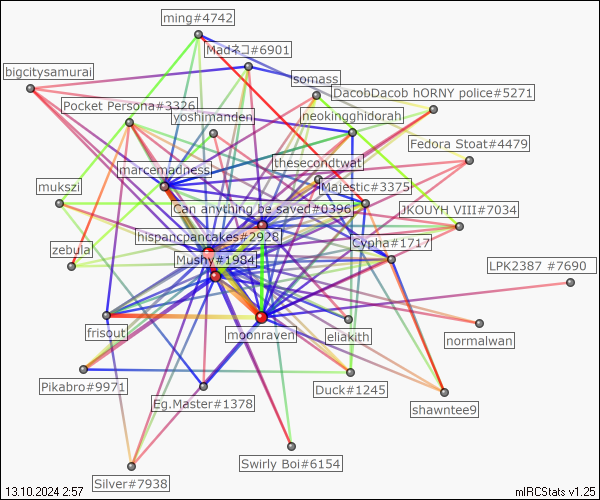 ming#4742
Madネコ#6901
bigcitysamurai
somass
DacobDacob hORNY police#5271
Pocket Persona#3326
yoshimanden
neokingghidorah
Fedora Stoat#4479
marcemadness
thesecondtwat
mukszi
Majestic#3375
Can anything be saved#0396
JKOUYH VIII#7034
hispancpancakes#2928
zebula
Cypha#1717
Mushy#1984
LPK2387 #7690
frisout
moonraven
eliakith
normalwan
Pikabro#9971
Duck#1245
Eg.Master#1378
shawntee9
Swirly Boi#6154
Silver#7938
13.10.2024 2:57
mIRCStats v1.25